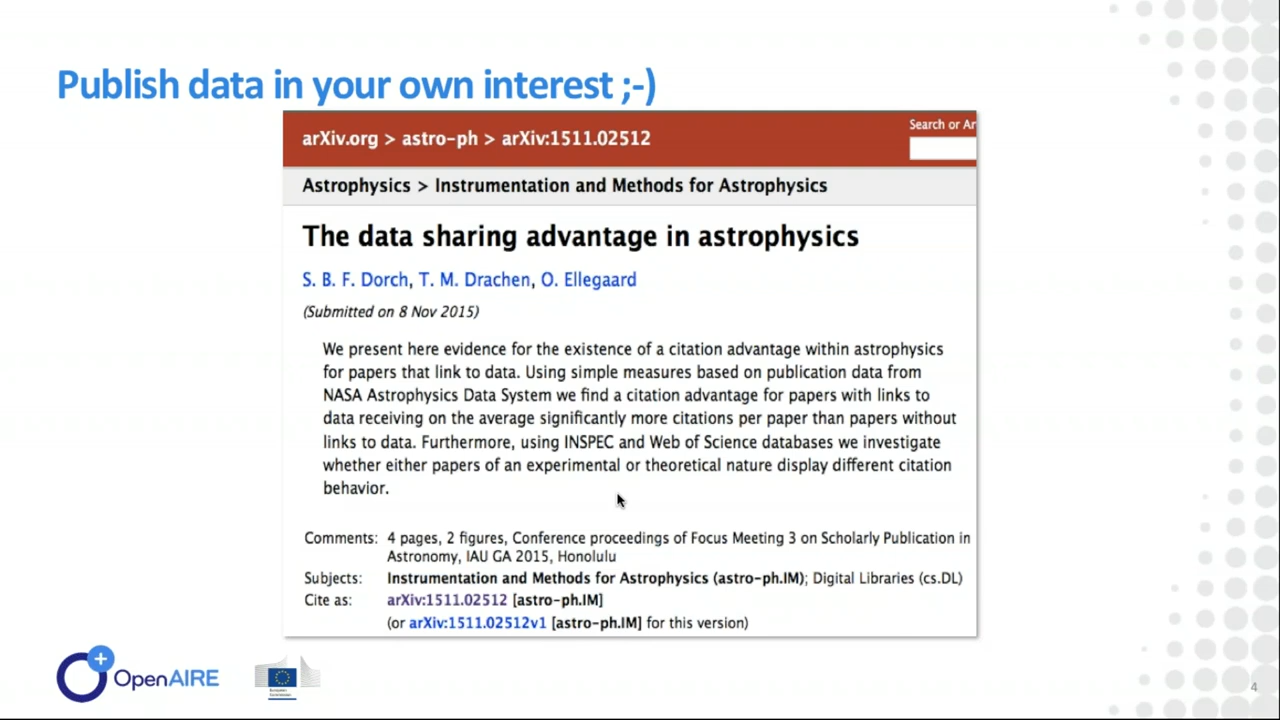 Publish data in your own interest ;-)
arXiv.org > astro-ph > arXiv:1511.02512
Search or Ar
Astrophysics > Instrumentation and Methods for Astrophysics
The data sharing advantage in astrophysics
S. B. F. Dorch, T. M. Drachen, O. Ellegaard
(Submitted on 8 Nov 2015)
We present here evidence for the existence of a citation advantage within astrophysics
for papers that link to data. Using simple measures based on publication data from
NASA Astrophysics Data System we find a citation advantage for papers with links to
data receiving on the average significantly more citations per paper than papers without
links to data. Furthermore, using INSPEC and Web of Science databases we investigate
whether either papers of an experimental or theoretical nature display different citation
behavior.
Comments: 4 pages, 2 figures, Conference proceedings of Focus Meeting 3 on Scholarly Publication in
Astronomy, IAU GA 2015, Honolulu
Subjects: Instrumentation and Methods for Astrophysics (astro-ph.IM); Digital Libraries (cs.DL)
Cite as: arXiv:1511.02512 [astro-ph.IM]
(or arXiv:1511.02512v1 [astro-ph.IM] for this version)
OpenAIRE
European
Commission
4